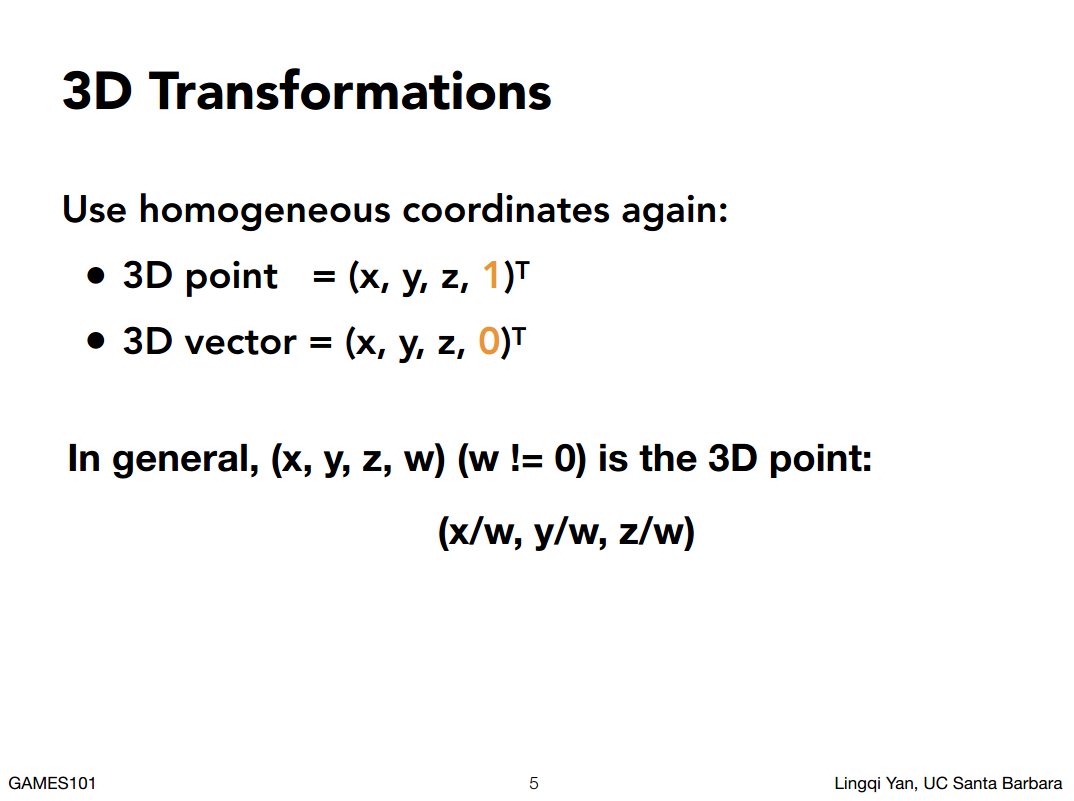 3D Transformations
Use homogeneous coordinates again:
• 3D point = (x, y, z, 1)ᵀ
• 3D vector = (x, y, z, 0)ᵀ
In general, (x, y, z, w) (w != 0) is the 3D point:
(x/w, y/w, z/w)
GAMES101 5 Lingqi Yan, UC Santa Barbara